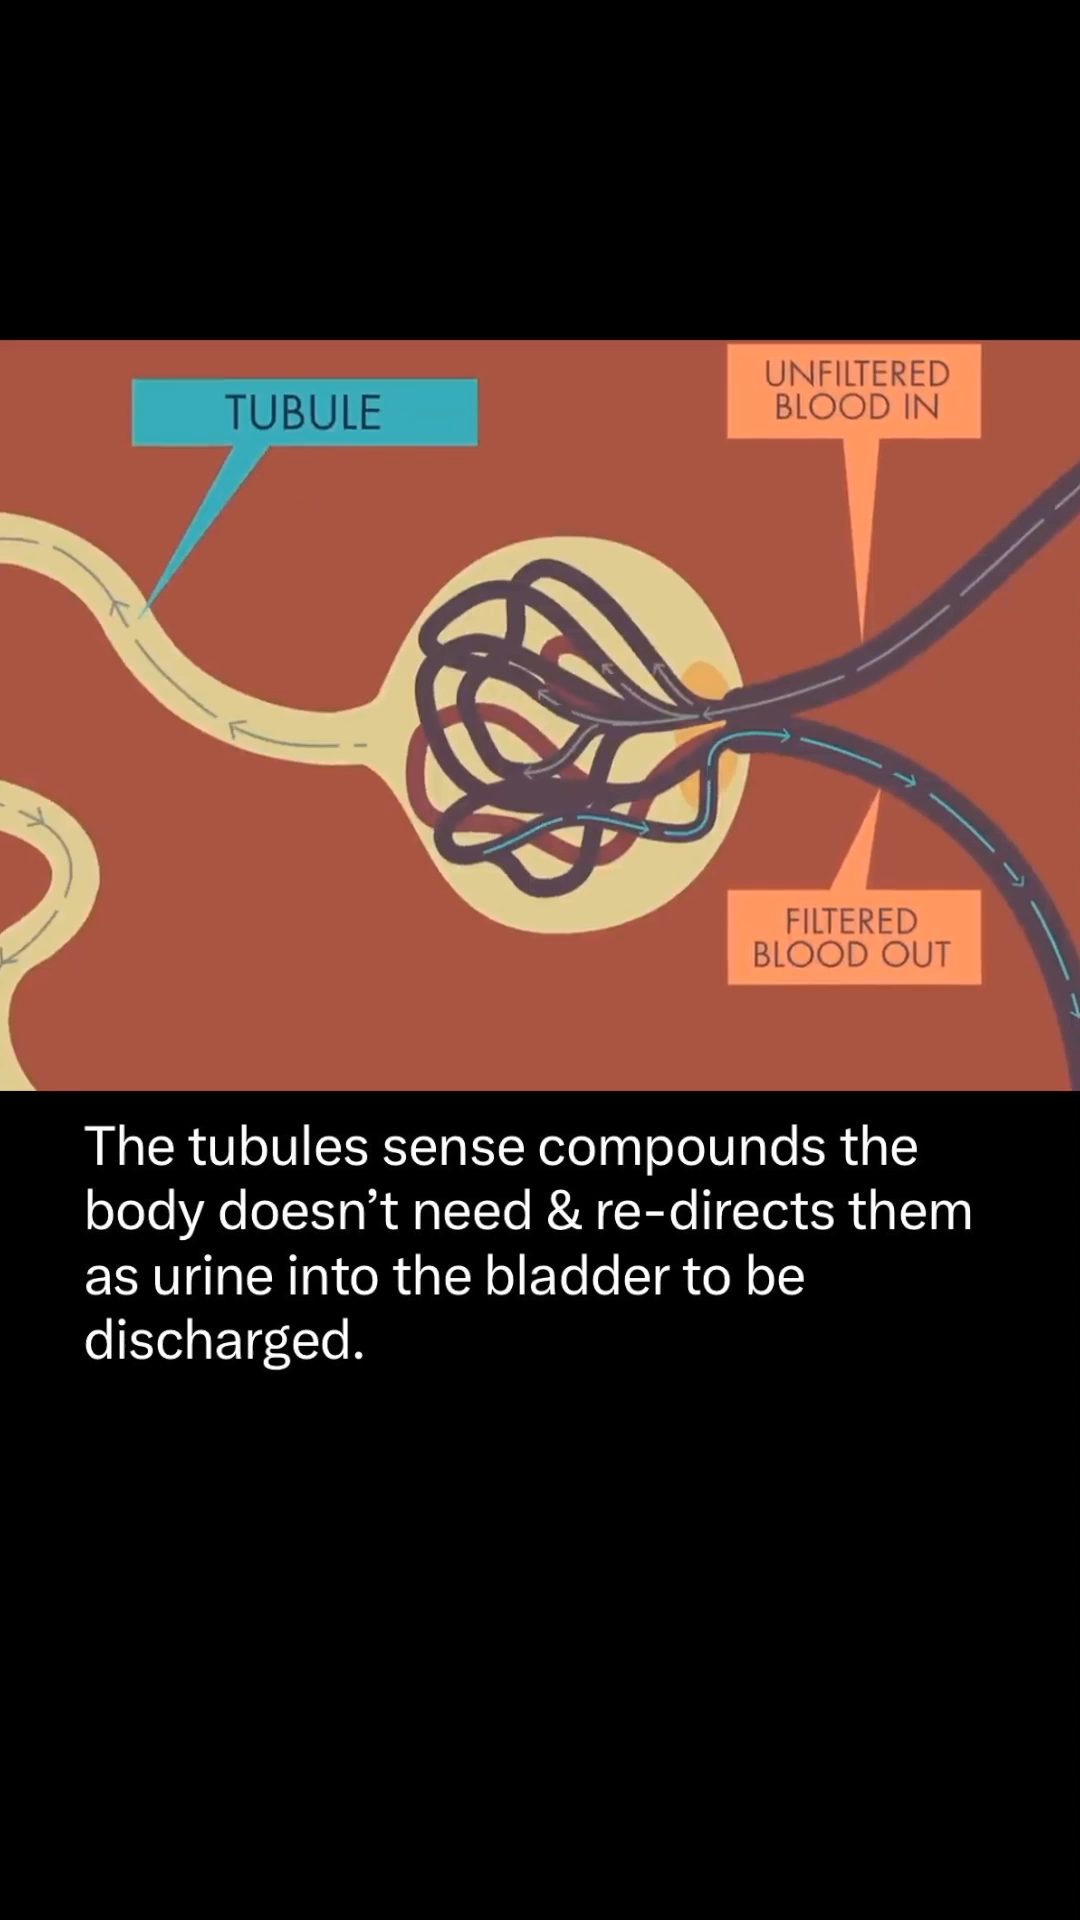 TUBULE
UNFILTERED
BLOOD IN
FILTERED
BLOOD OUT
The tubules sense compounds the
body doesn’t need & re-directs them
as urine into the bladder to be
discharged.